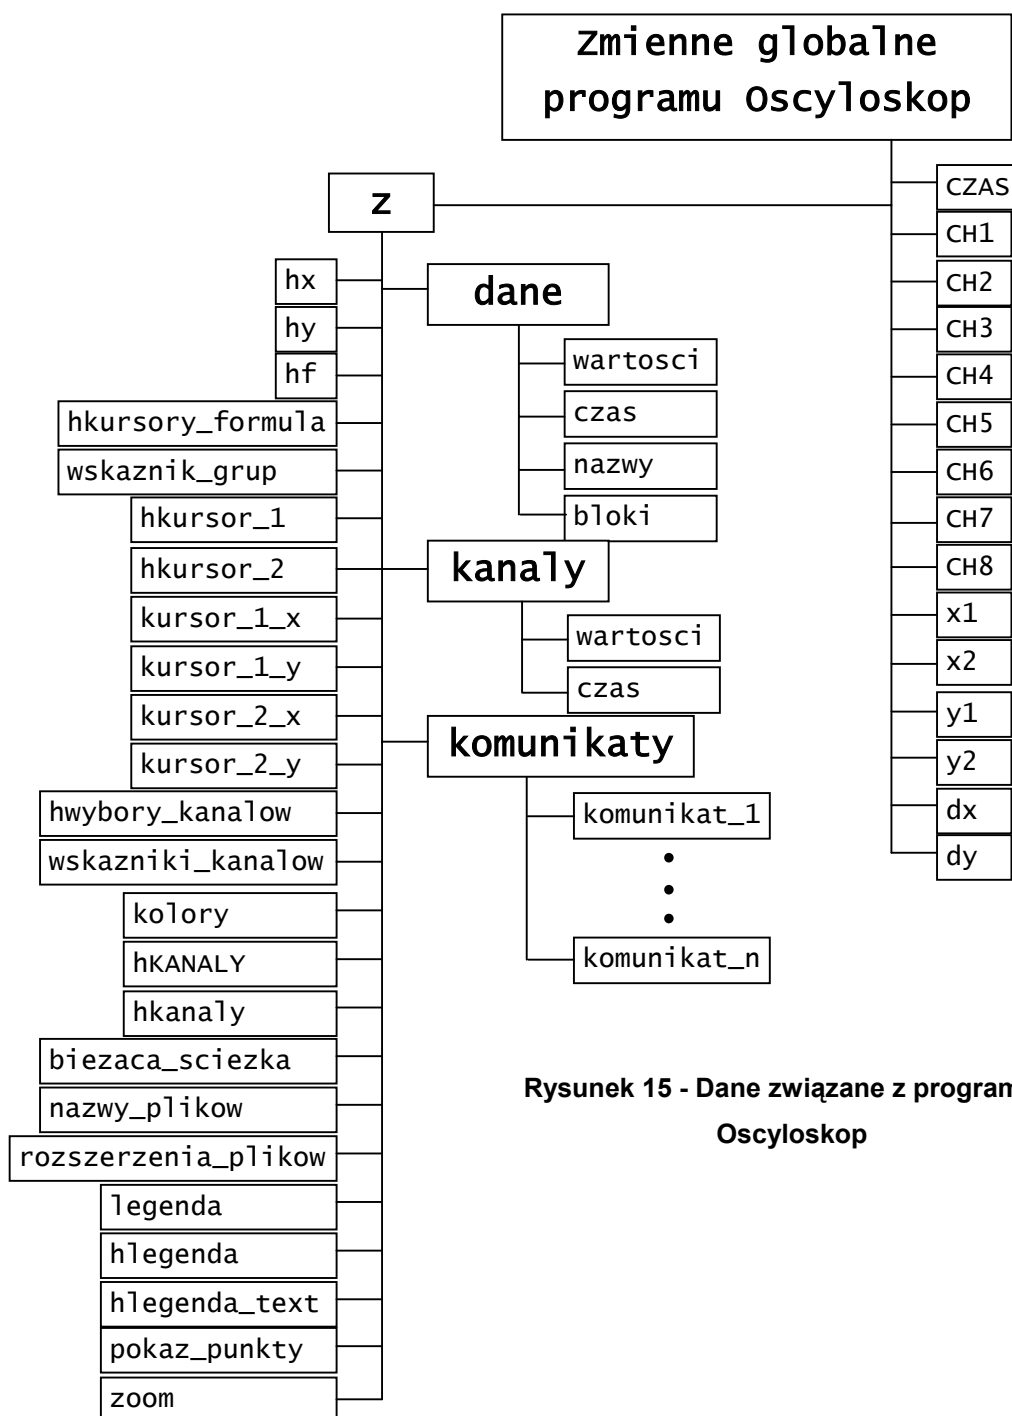 Zmienne globalne
programu Oscyloskop
z
CZAS
CH1
CH2
CH3
CH4
CH5
CH6
CH7
CH8
x1
x2
y1
y2
dx
dy
hx
hy
hf
hkursory_formula
wskaznik_grup
hkursor_1
hkursor_2
kursor_1_x
kursor_1_y
kursor_2_x
kursor_2_y
hwybory_kanalow
wskazniki_kanalow
kolory
hKANALY
hkanaly
biezaca_sciezka
nazwy_plikow
rozszerzenia_plikow
legenda
hlegenda
hlegenda_text
pokaz_punkty
zoom
dane
wartosci
czas
nazwy
bloki
kanaly
wartosci
czas
komunikaty
komunikat_1
komunikat_n
Rysunek 15 - Dane związane z program
Oscyloskop